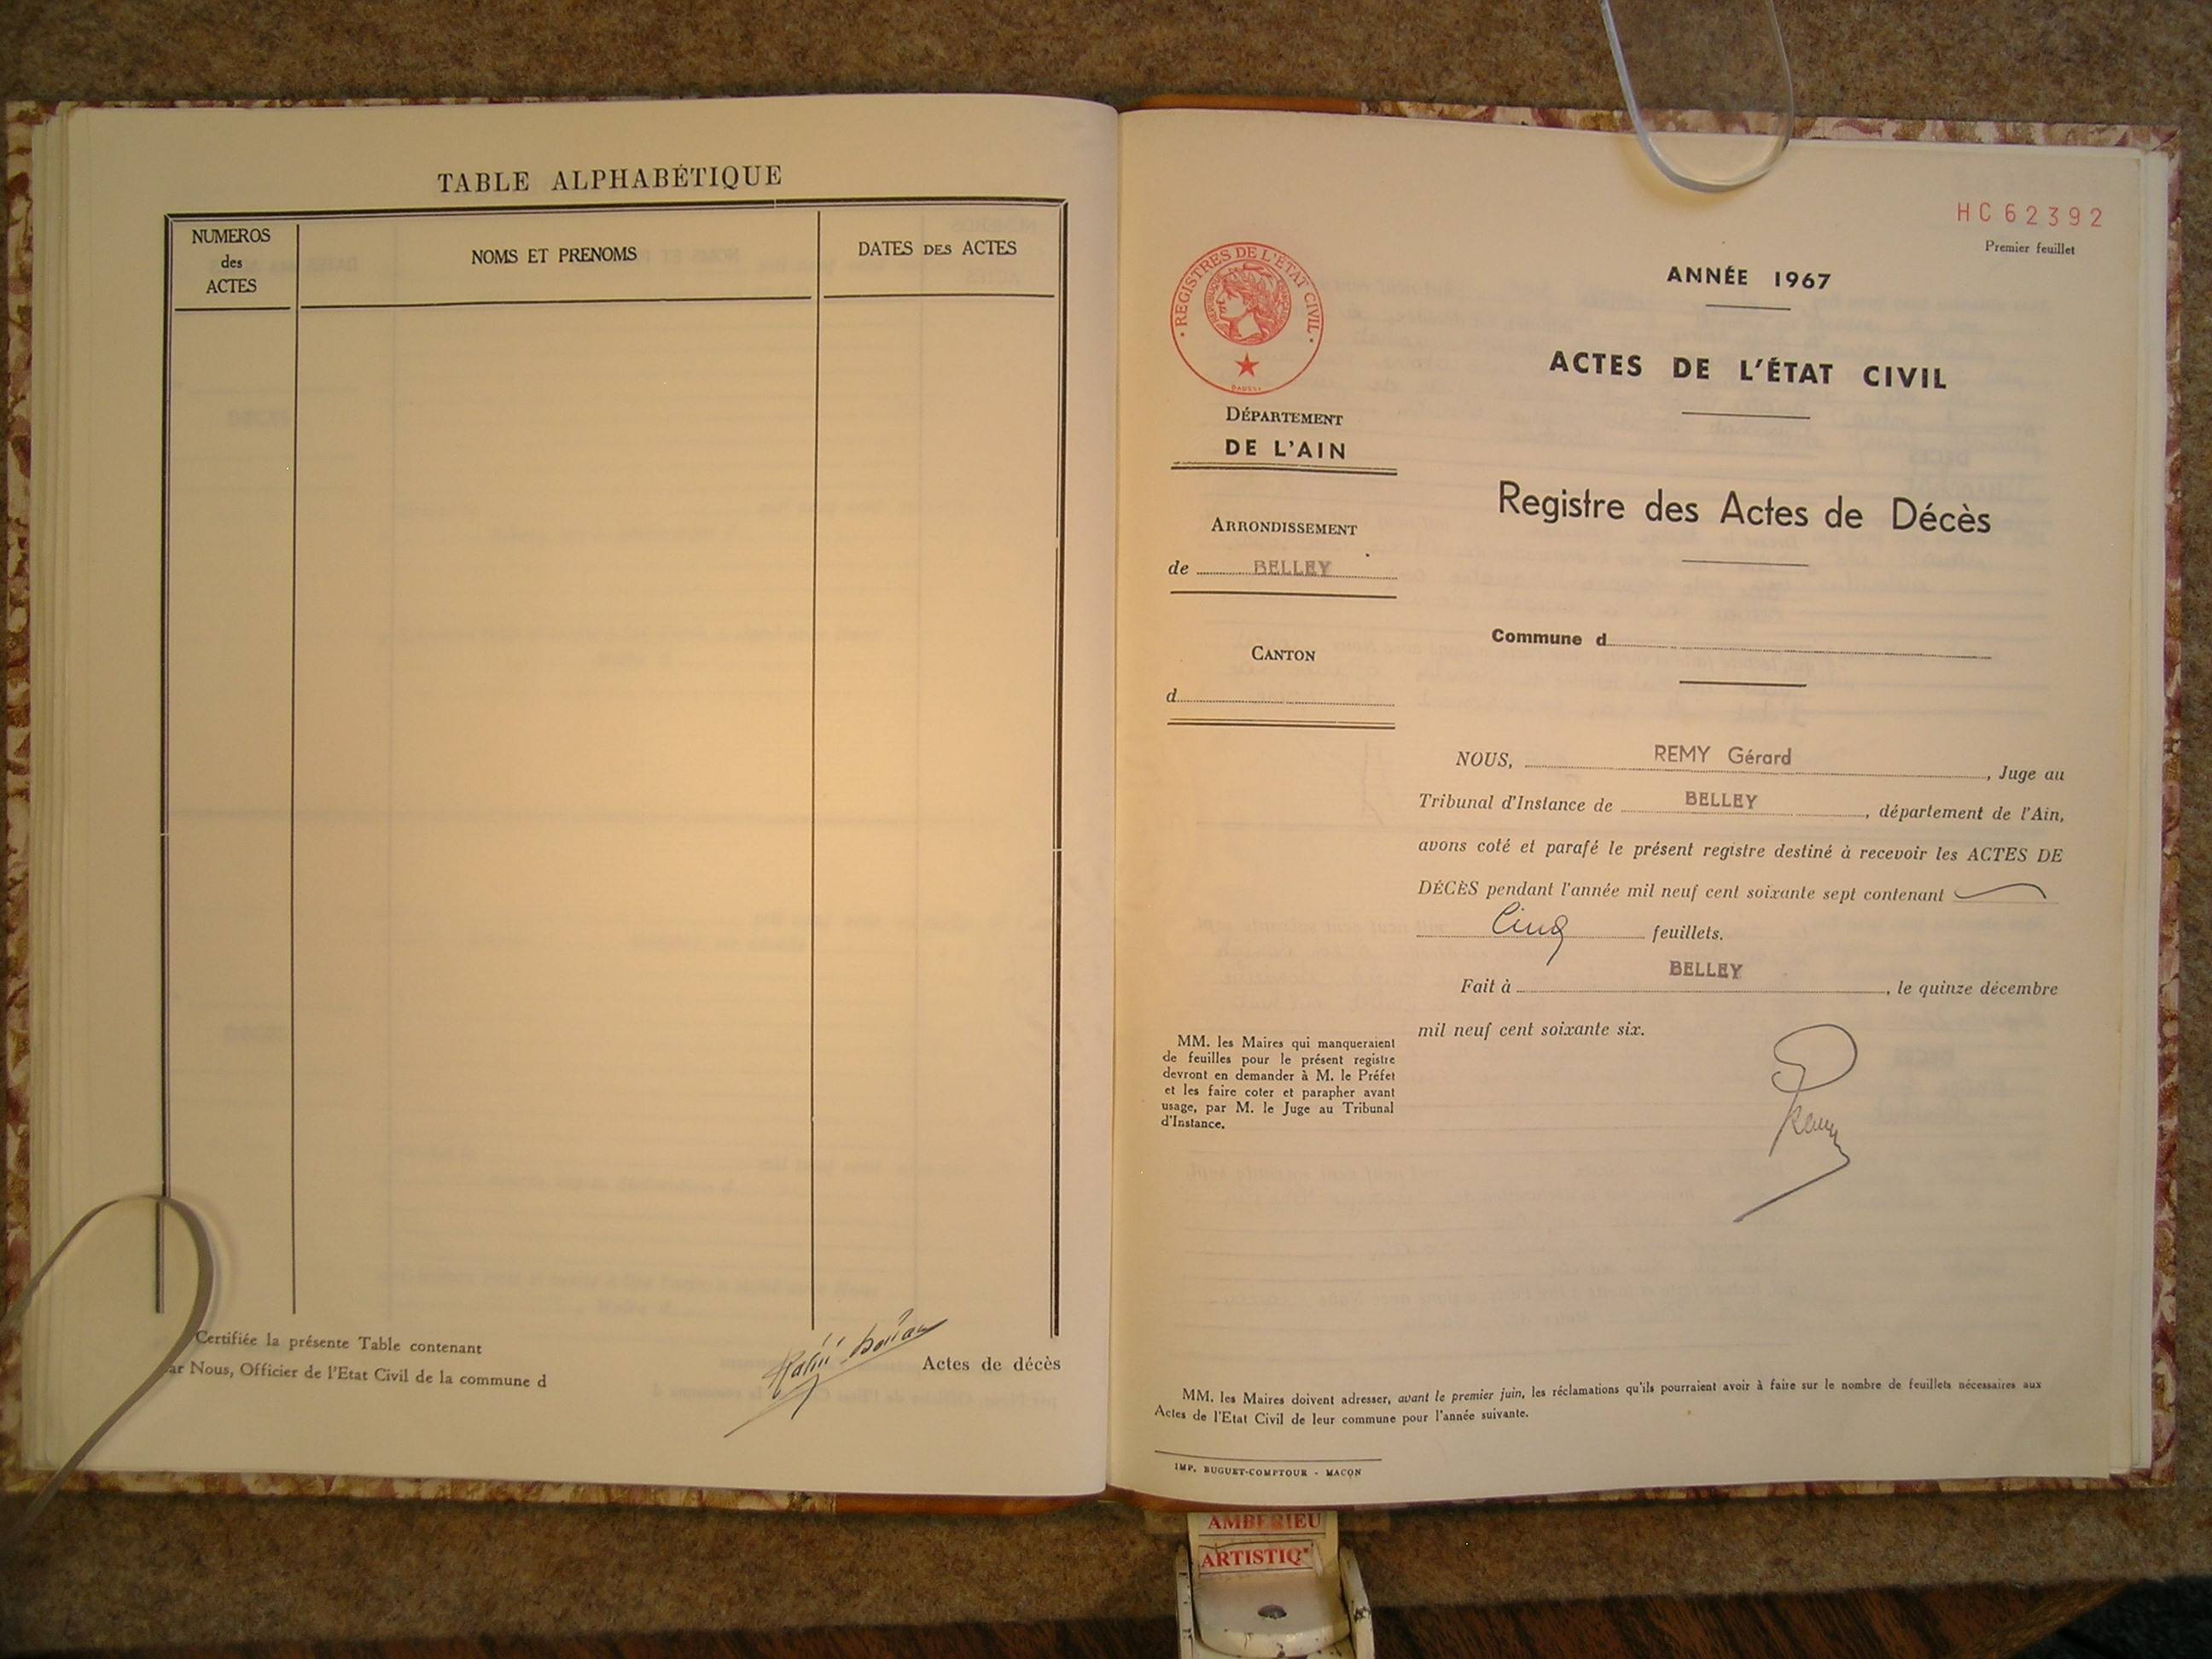 TABLE ALPHABÉTIQUE
NUMEROS
des
ACTES
NOMS ET PRENOMS
DATES DES ACTES
Certifiée la présente Table contenant
Actes de décès
ar Nous, Officier de l'Etat Civil de la commune d
HC62392
Premier feuillet
REGISTRES DE L'ÉTAT CIVIL
ANNÉE 1967
ACTES DE L'ÉTAT CIVIL
DÉPARTEMENT
DE L'AIN
Registre des Actes de Décès
ARRONDISSEMENT
de BELLEY
Commune d
CANTON
d
NOUS, REMY Gérard, Juge au
Tribunal d'Instance de BELLEY, département de l'Ain,
avons coté et parafé le présent registre destiné à recevoir les ACTES DE
DÉCÈS pendant l'année mil neuf cent soixante sept contenant
Cinq feuillets.
Fait à BELLEY, le quinze décembre
mil neuf cent soixante six.
Remy
MM. les Maires qui manqueraient
de feuilles pour le présent registre
devront en demander à M. le Préfet
et les faire coter et parapher avant
usage, par M. le Juge au Tribunal
d'Instance.
MM. les Maires doivent adresser, avant le premier juin, les réclamations qu'ils pourraient avoir à faire sur le nombre de feuillets nécessaires aux
Actes de l'Etat Civil de leur commune pour l'année suivante.
IMP. BUGUET-COMPTOUR - MACON
AMBERIEU
ARTISTIQ